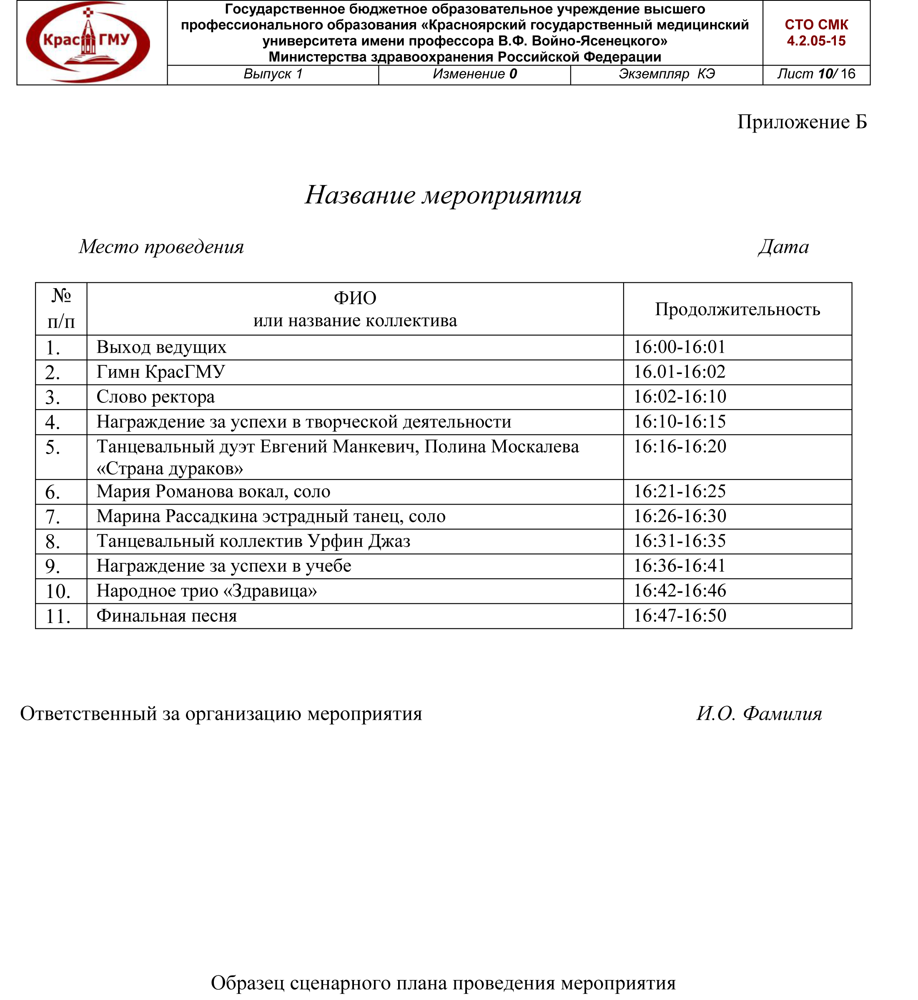 КрасГМУ
Государственное бюджетное образовательное учреждение высшего
профессионального образования «Красноярский государственный медицинский
университета имени профессора В.Ф. Войно-Ясенецкого»
Министерства здравоохранения Российской Федерации
СТО СМК
4.2.05-15
Выпуск 1 Изменение 0 Экземпляр КЭ Лист 10/ 16
Приложение Б
Название мероприятия
Место проведения Дата
№
п/п
ФИО
или название коллектива
Продолжительность
1. Выход ведущих 16:00-16:01
2. Гимн КрасГМУ 16.01-16:02
3. Слово ректора 16:02-16:10
4. Награждение за успехи в творческой деятельности 16:10-16:15
5. Танцевальный дуэт Евгений Манкевич, Полина Москалева 16:16-16:20
«Страна дураков»
6. Мария Романова вокал, соло 16:21-16:25
7. Марина Рассадкина эстрадный танец, соло 16:26-16:30
8. Танцевальный коллектив Урфин Джаз 16:31-16:35
9. Награждение за успехи в учебе 16:36-16:41
10. Народное трио «Здравица» 16:42-16:46
11. Финальная песня 16:47-16:50
Ответственный за организацию мероприятия И.О. Фамилия
Образец сценарного плана проведения мероприятия